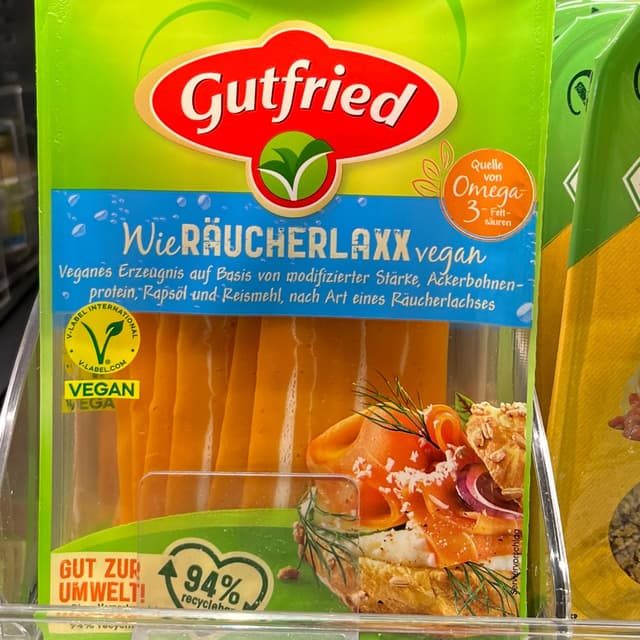 Gutfried
Quelle
von
Omega-
3-Fett-
säuren
Wie RÄUCHERLAXX vegan
Veganes Erzeugnis auf Basis von modifizierter Stärke, Ackerbohnen-
protein, Rapsöl und Reismehl, nach Art eines Räucherlachses
V-LABEL INTERNATIONAL
V-LABEL.COM
VEGAN
GUT ZUR
UMWELT!
94%
Serviervorschlag